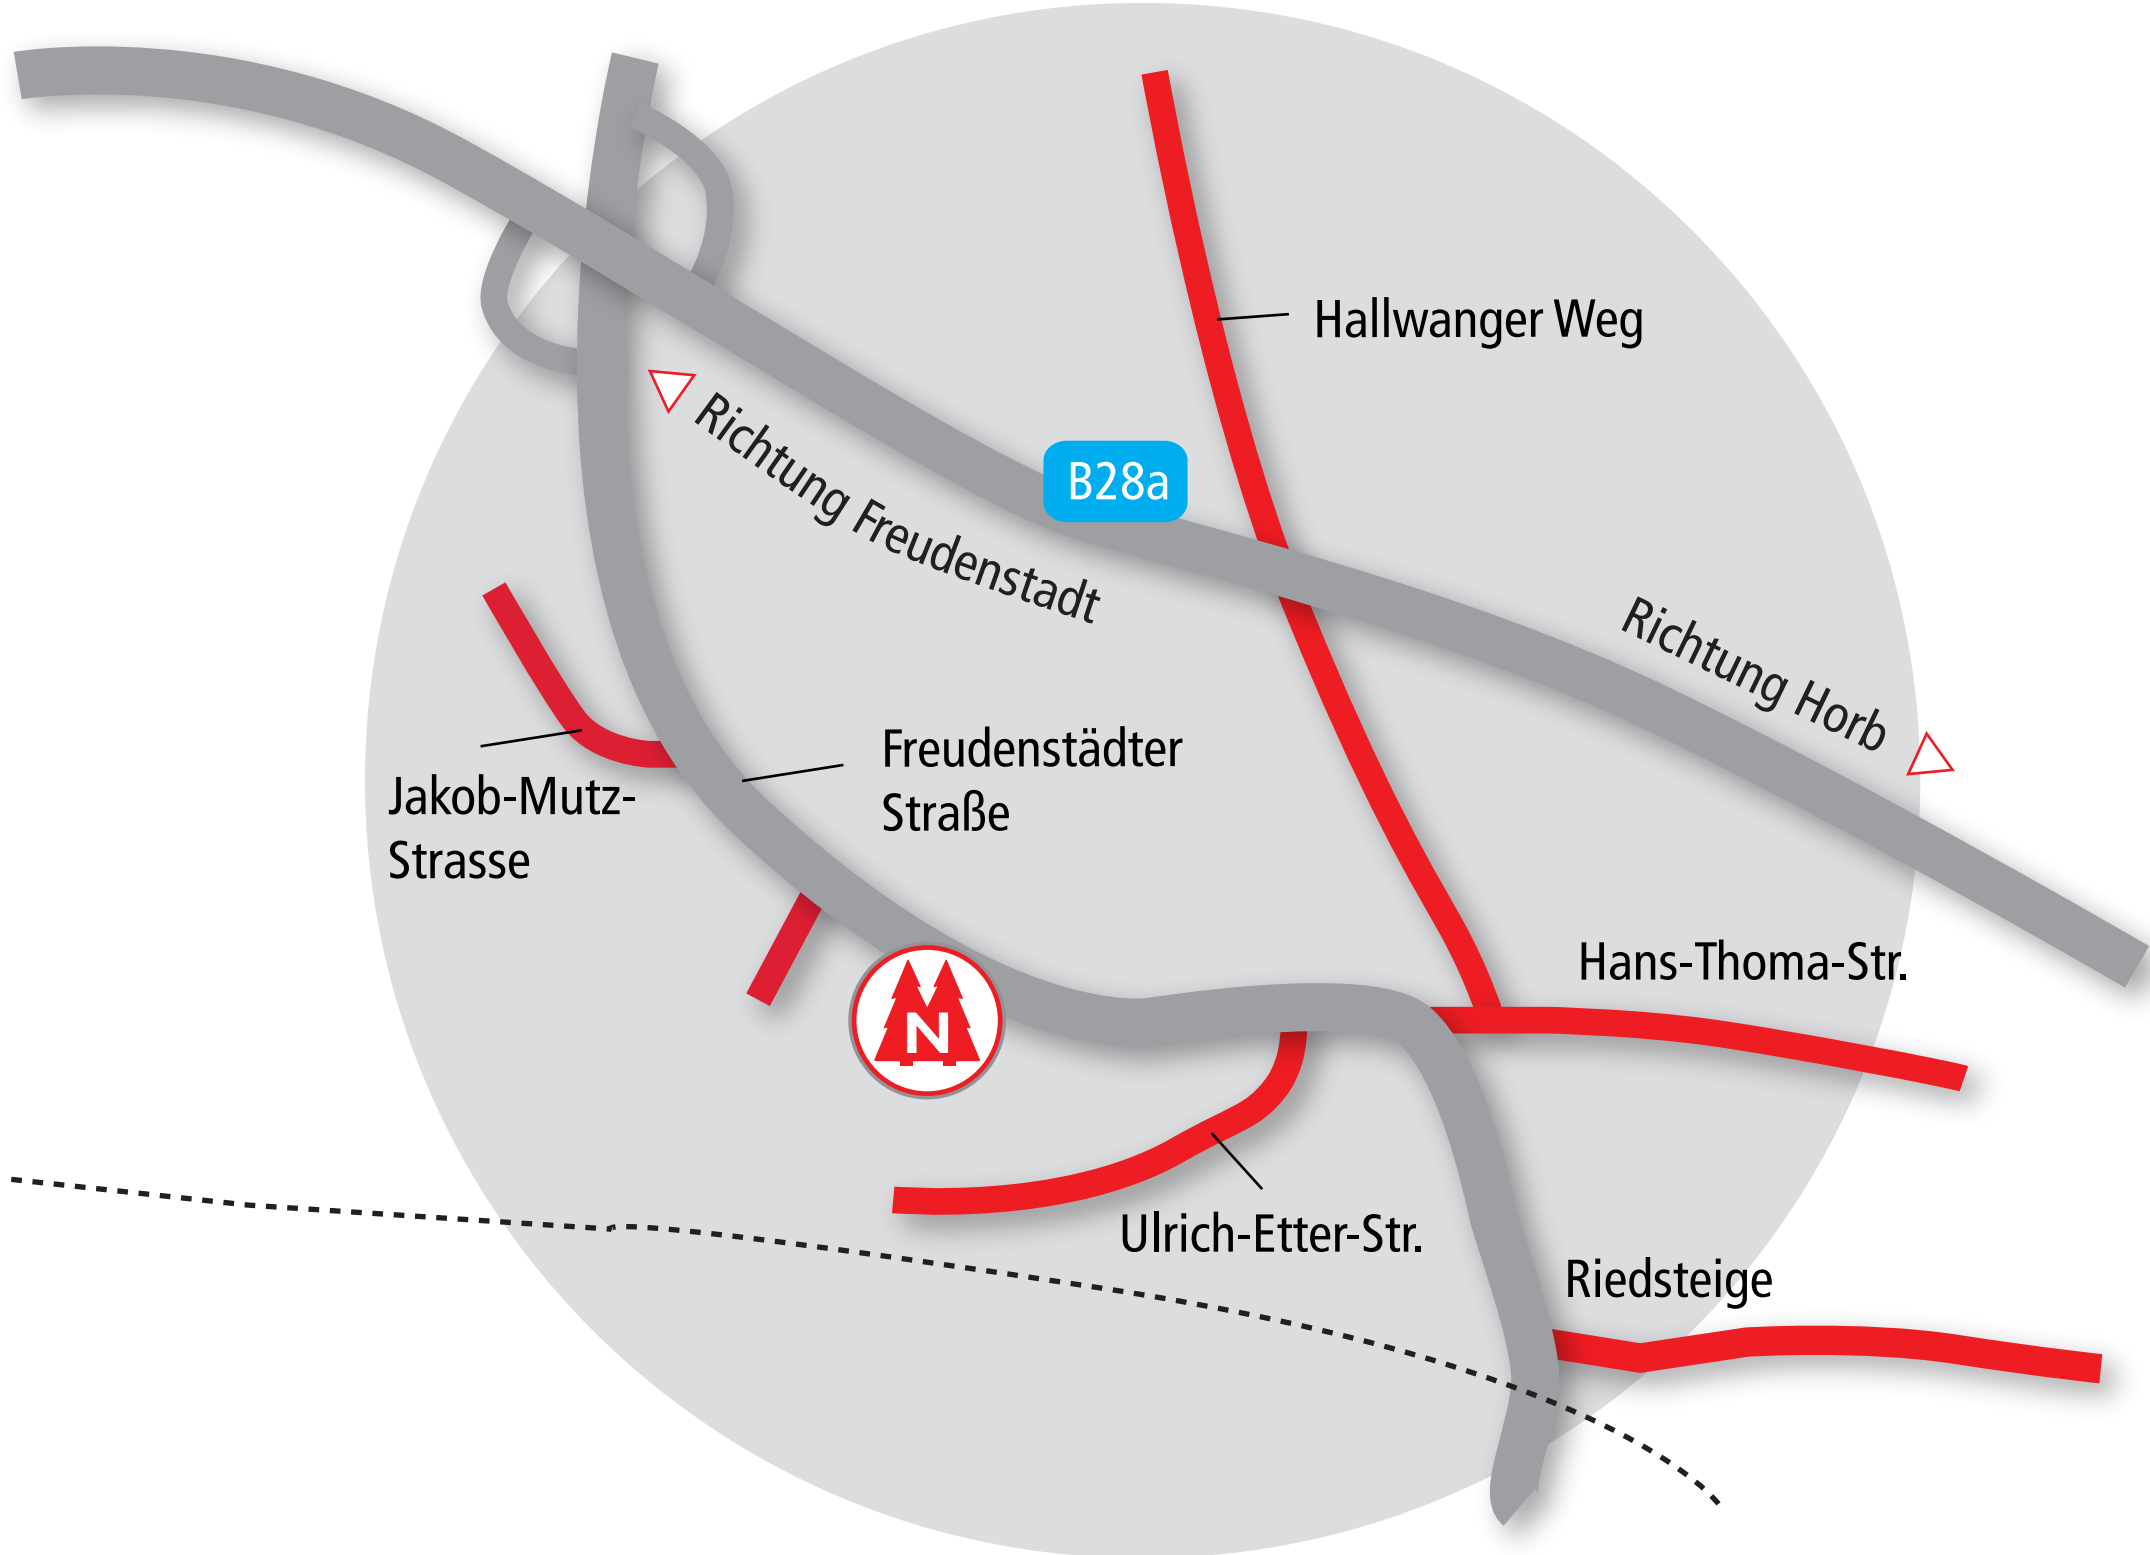 Hallwanger Weg
Richtung Freudenstadt
B28a
Richtung Horb
Freudenstädter
Straße
Jakob-Mutz-
Strasse
Hans-Thoma-Str.
N
Ulrich-Etter-Str.
Riedsteige